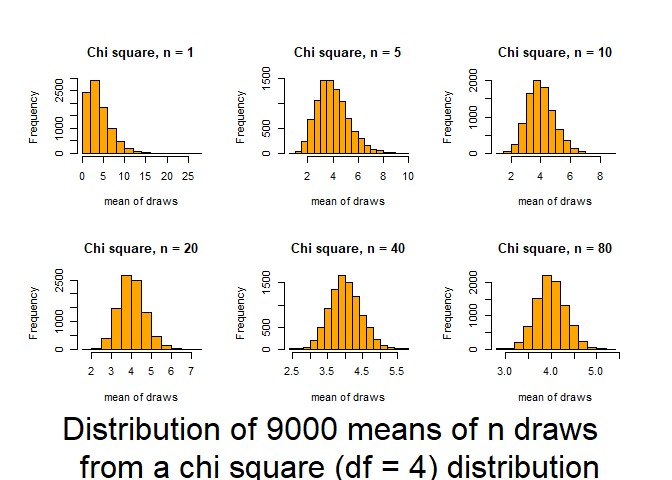 Chi square, n = 1
Frequency
0 1000 2500
0 5 10 15 20 25
mean of draws
Chi square, n = 5
Frequency
0 500 1500
2 4 6 8 10
mean of draws
Chi square, n = 10
Frequency
0 1000 2000
2 4 6 8
mean of draws
Chi square, n = 20
Frequency
0 1000 2500
2 3 4 5 6 7
mean of draws
Chi square, n = 40
Frequency
0 500 1500
2.5 3.5 4.5 5.5
mean of draws
Chi square, n = 80
Frequency
0 1000 2000
3.0 4.0 5.0
mean of draws
Distribution of 9000 means of n draws
from a chi square (df = 4) distribution